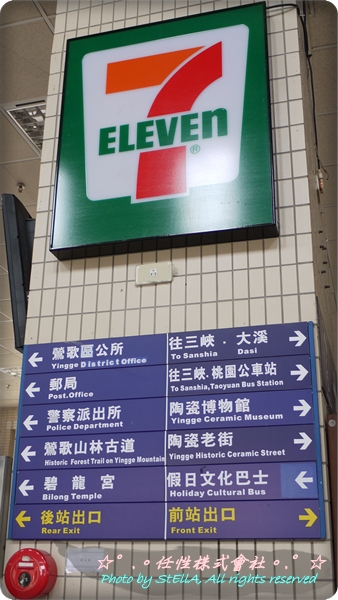 7
ELEVEn
®
鶯歌區公所
Yingge District Office
往三峽．大溪
To Sanshia Dasi
郵局
Post.Office
往三峽.桃園公車站
To Sanshia,Taoyuan Bus Station
警察派出所
Police Department
陶瓷博物館
Yingge Ceramic Museum
鶯歌山林古道
Historic Forest Trail on Yingge Mountain
陶瓷老街
Yingge Historic Ceramic Street
碧龍宮
Bilong Temple
假日文化巴士
Holiday Cultural Bus
後站出口
Rear Exit
前站出口
Front Exit
☆°．○任性株式會社○．°☆
Photo by STELLA, All rights reserved